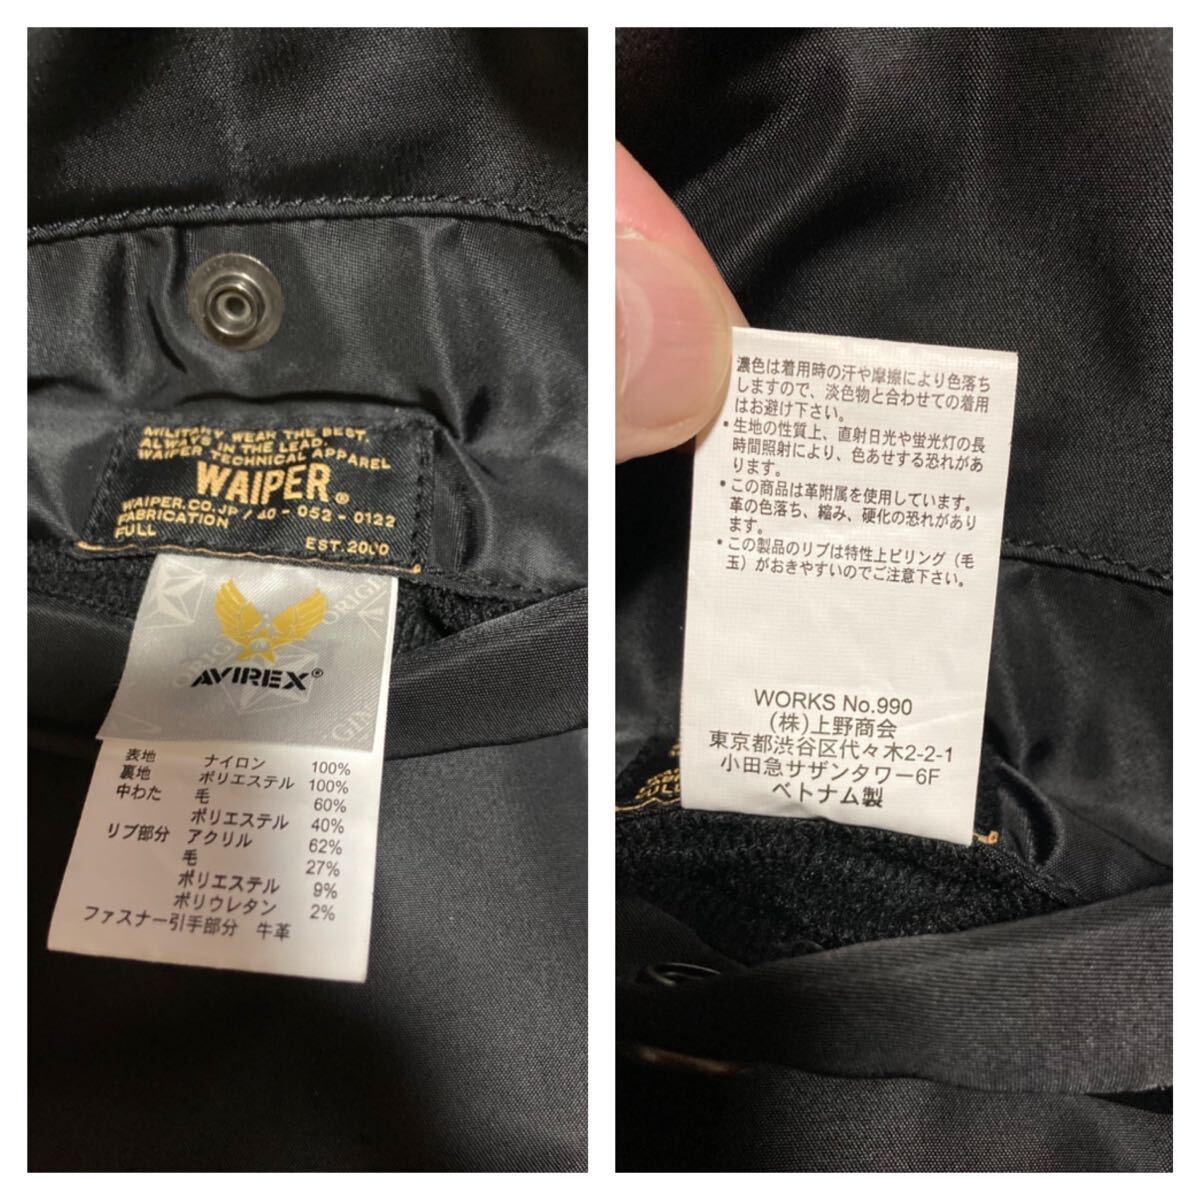 MILITARY WEAR THE BEST.
ALWAYS IN THE LEAD.
WAIPER TECHNICAL APPAREL
WAIPER®
WAIPER.CO.JP / 40 - 052 - 0122
FABRICATION
FULL
EST.2000
ORIGI
AVIREX®
表地 ナイロン 100%
裏地 ポリエステル 100%
中わた 毛 60%
ポリエステル 40%
リブ部分 アクリル 62%
毛 27%
ポリエステル 9%
ポリウレタン 2%
ファスナー引手部分 牛革
濃色は着用時の汗や摩擦により色落ち
しますので、淡色物と合わせての着用
はお避け下さい。
・生地の性質上、直射日光や蛍光灯の長
時間照射により、色あせする恐れがあ
ります。
・この商品は革附属を使用しています。
革の色落ち、縮み、硬化の恐れがあり
ます。
・この製品のリブは特性上ピリング（毛
玉）がおきやすいのでご注意下さい。
WORKS No.990
(株)上野商会
東京都渋谷区代々木2-2-1
小田急サザンタワー6F
ベトナム製